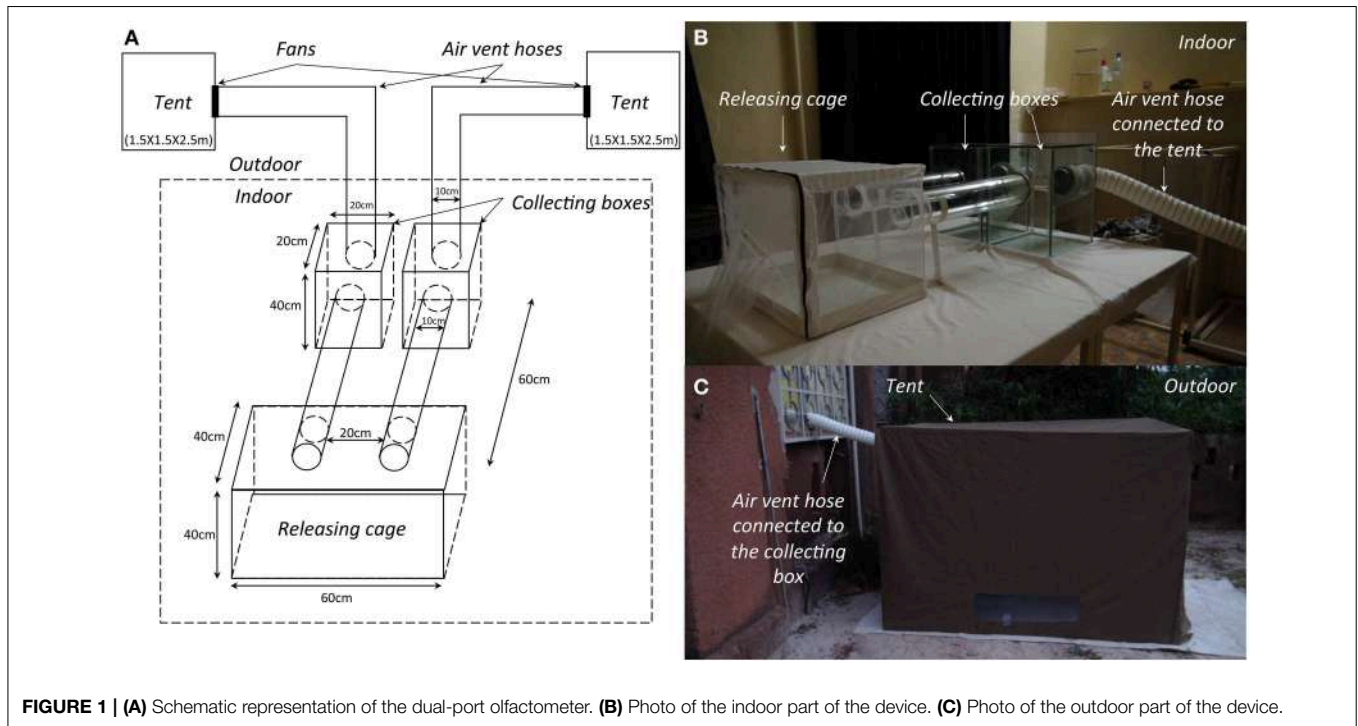 A
Fans
Air vent hoses
Tent
(1.5X1.5X2.5m)
Tent
(1.5X1.5X2.5m)
Outdoor
Indoor
20cm
10cm
Collecting boxes
20cm
40cm
10cm
60cm
40cm
20cm
40cm
Releasing cage
60cm
B
Indoor
Releasing cage
Collecting boxes
Air vent hose
connected to
the tent
C
Tent
Outdoor
Air vent hose
connected to
the collecting
box
FIGURE 1 | (A) Schematic representation of the dual-port olfactometer. (B) Photo of the indoor part of the device. (C) Photo of the outdoor part of the device.